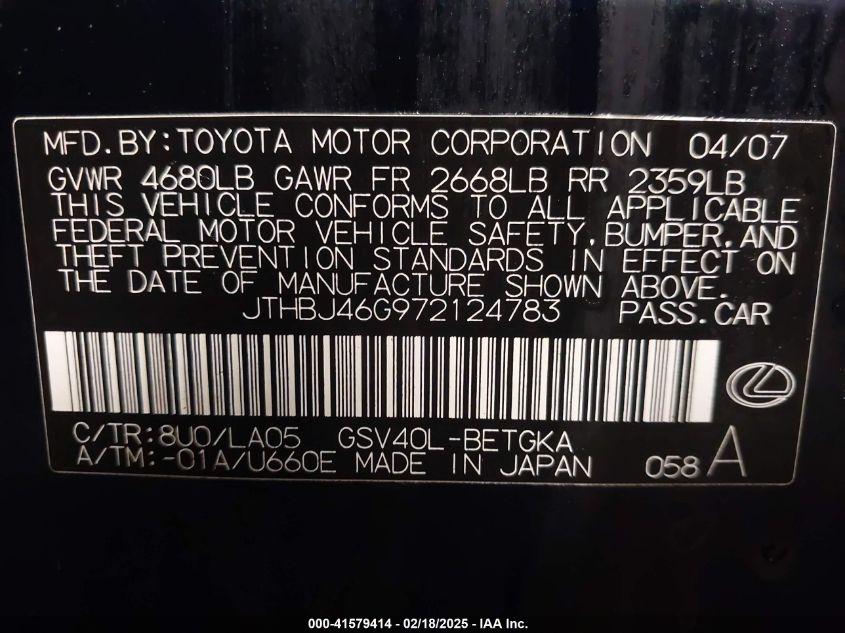 MFD.BY:TOYOTA MOTOR CORPORATION 04/07
GVWR 4680LB GAWR FR 2668LB RR 2359LB
THIS VEHICLE CONFORMS TO ALL APPLICABLE
FEDERAL MOTOR VEHICLE SAFETY,BUMPER,AND
THEFT PREVENTION STANDARDS IN EFFECT ON
THE DATE OF MANUFACTURE SHOWN ABOVE.
JTHBJ46G972124783 PASS.CAR
C/TR:8U0/LA05 GSV40L-BETGKA
A/TM:-01A/U660E MADE IN JAPAN 058 A
000-41579414 - 02/18/2025 - IAA Inc.